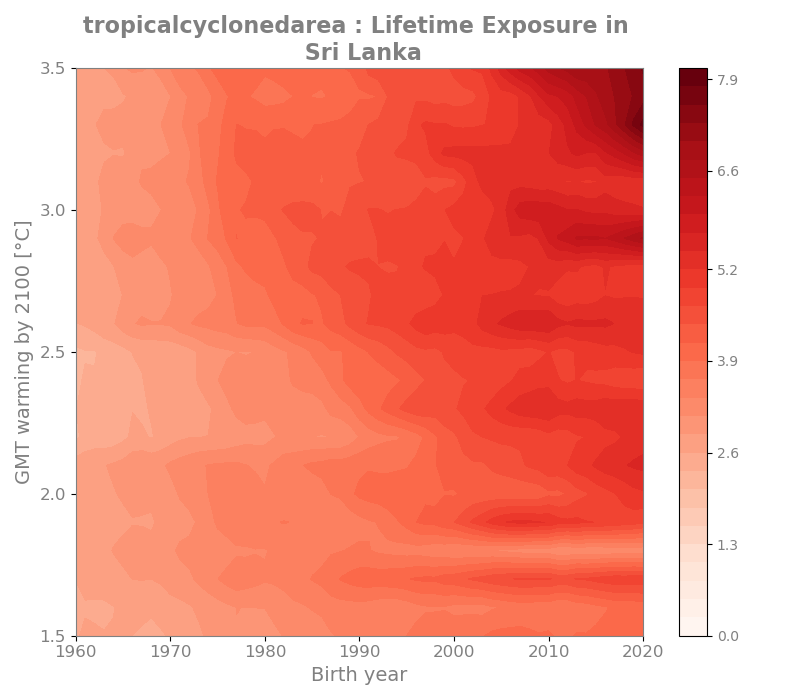 tropicalcyclonedarea : Lifetime Exposure in
Sri Lanka
GMT warming by 2100 [°C]
3.5
3.0
2.5
2.0
1.5
1960 1970 1980 1990 2000 2010 2020
Birth year
7.9
6.6
5.2
3.9
2.6
1.3
0.0